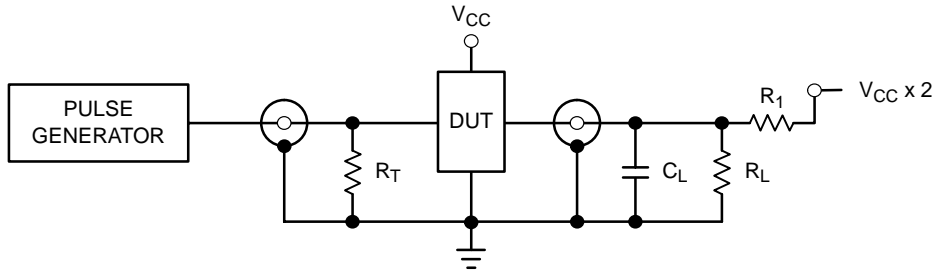 V_CC
PULSE
GENERATOR
DUT
R_T
C_L
R_L
R_1
V_CC x 2